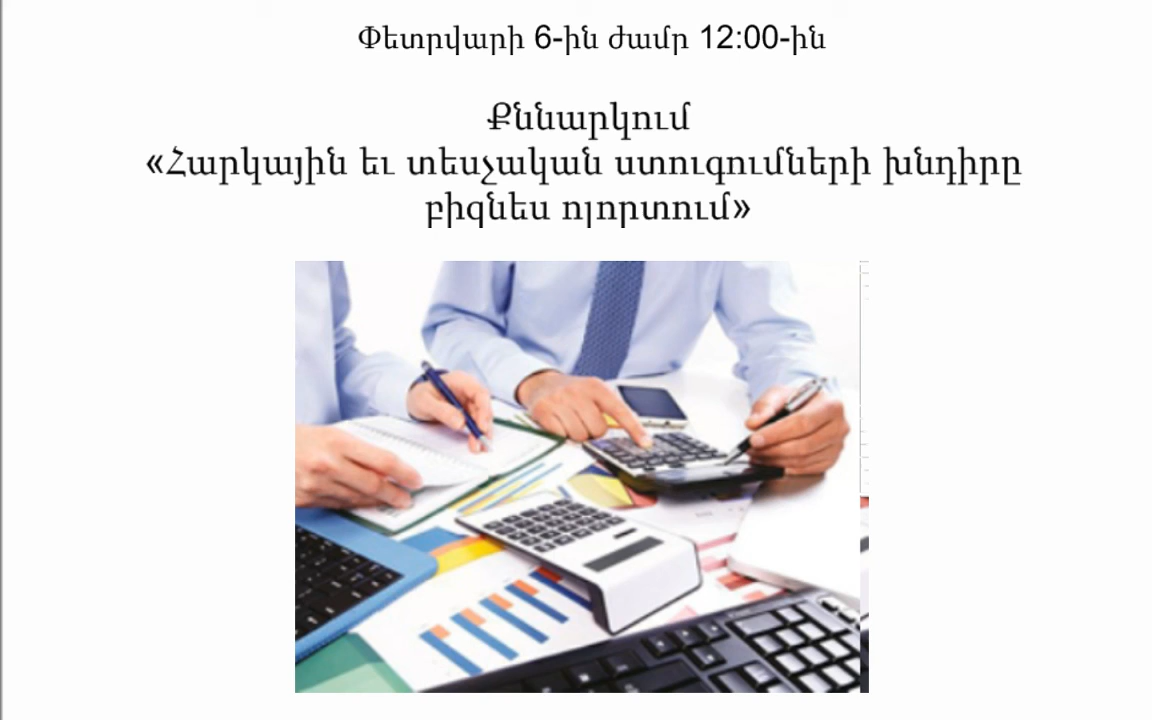 Փետրվարի 6-ին ժամը 12:00-ին
Քննարկում
«Հարկային եւ տեսչական ստուգումների խնդիրը
բիզնես ոլորտում»